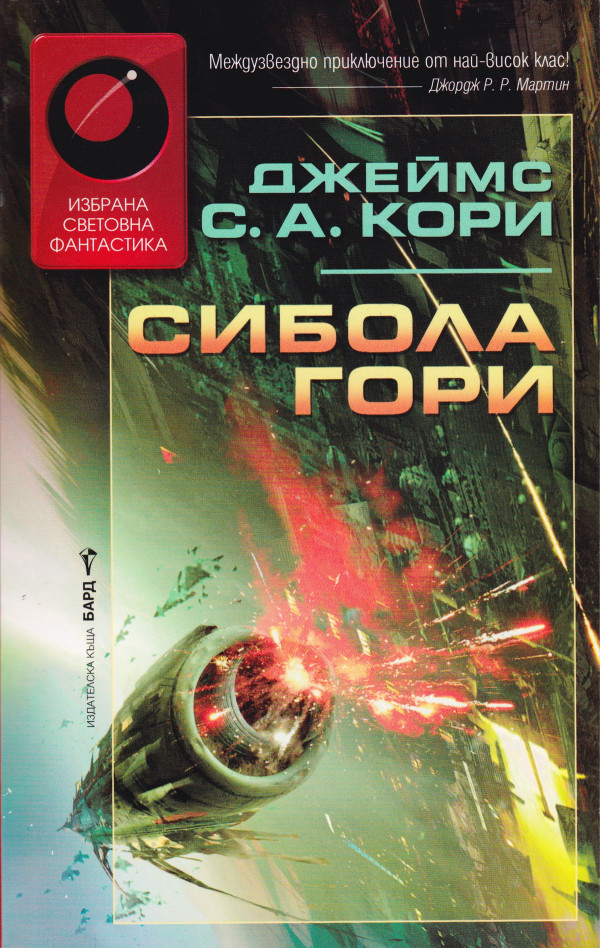 Междузвездно приключение от най-висок клас!
Джордж Р. Р. Мартин
ИЗБРАНА
СВЕТОВНА
ФАНТАСТИКА
ДЖЕЙМС
С. А. КОРИ
СИБОЛА
ГОРИ
ИЗДАТЕЛСКА КЪЩА БАРД